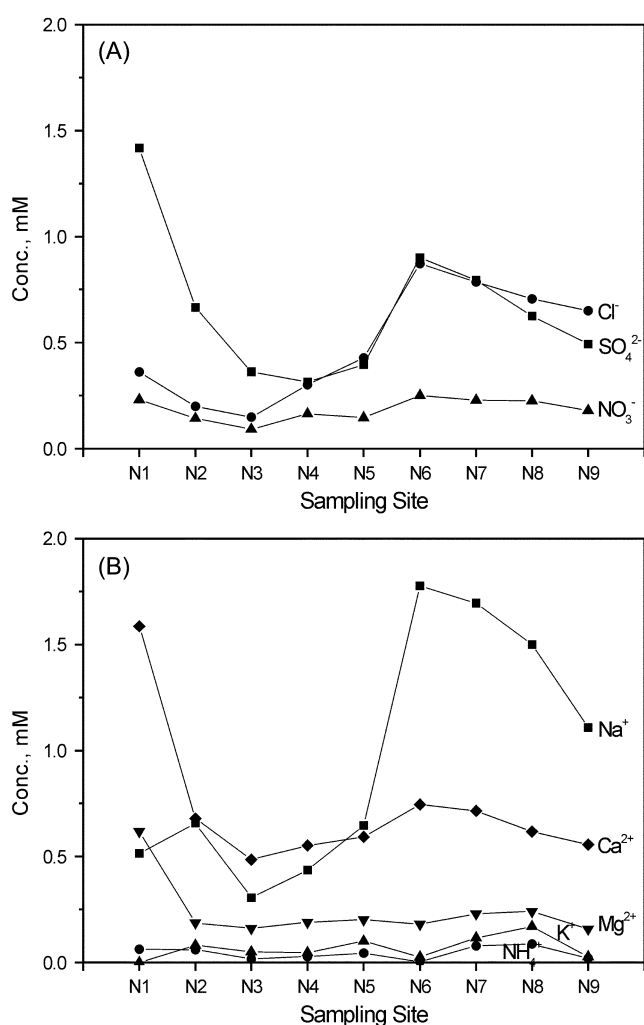 (A)
2.0
1.5
1.0
0.5
0.0
Conc., mM
Cl⁻
SO₄²⁻
NO₃⁻
N1 N2 N3 N4 N5 N6 N7 N8 N9
Sampling Site
(B)
2.0
1.5
1.0
0.5
0.0
Conc., mM
Na⁺
Ca²⁺
Mg²⁺
K⁺
NH₄⁺
N1 N2 N3 N4 N5 N6 N7 N8 N9
Sampling Site